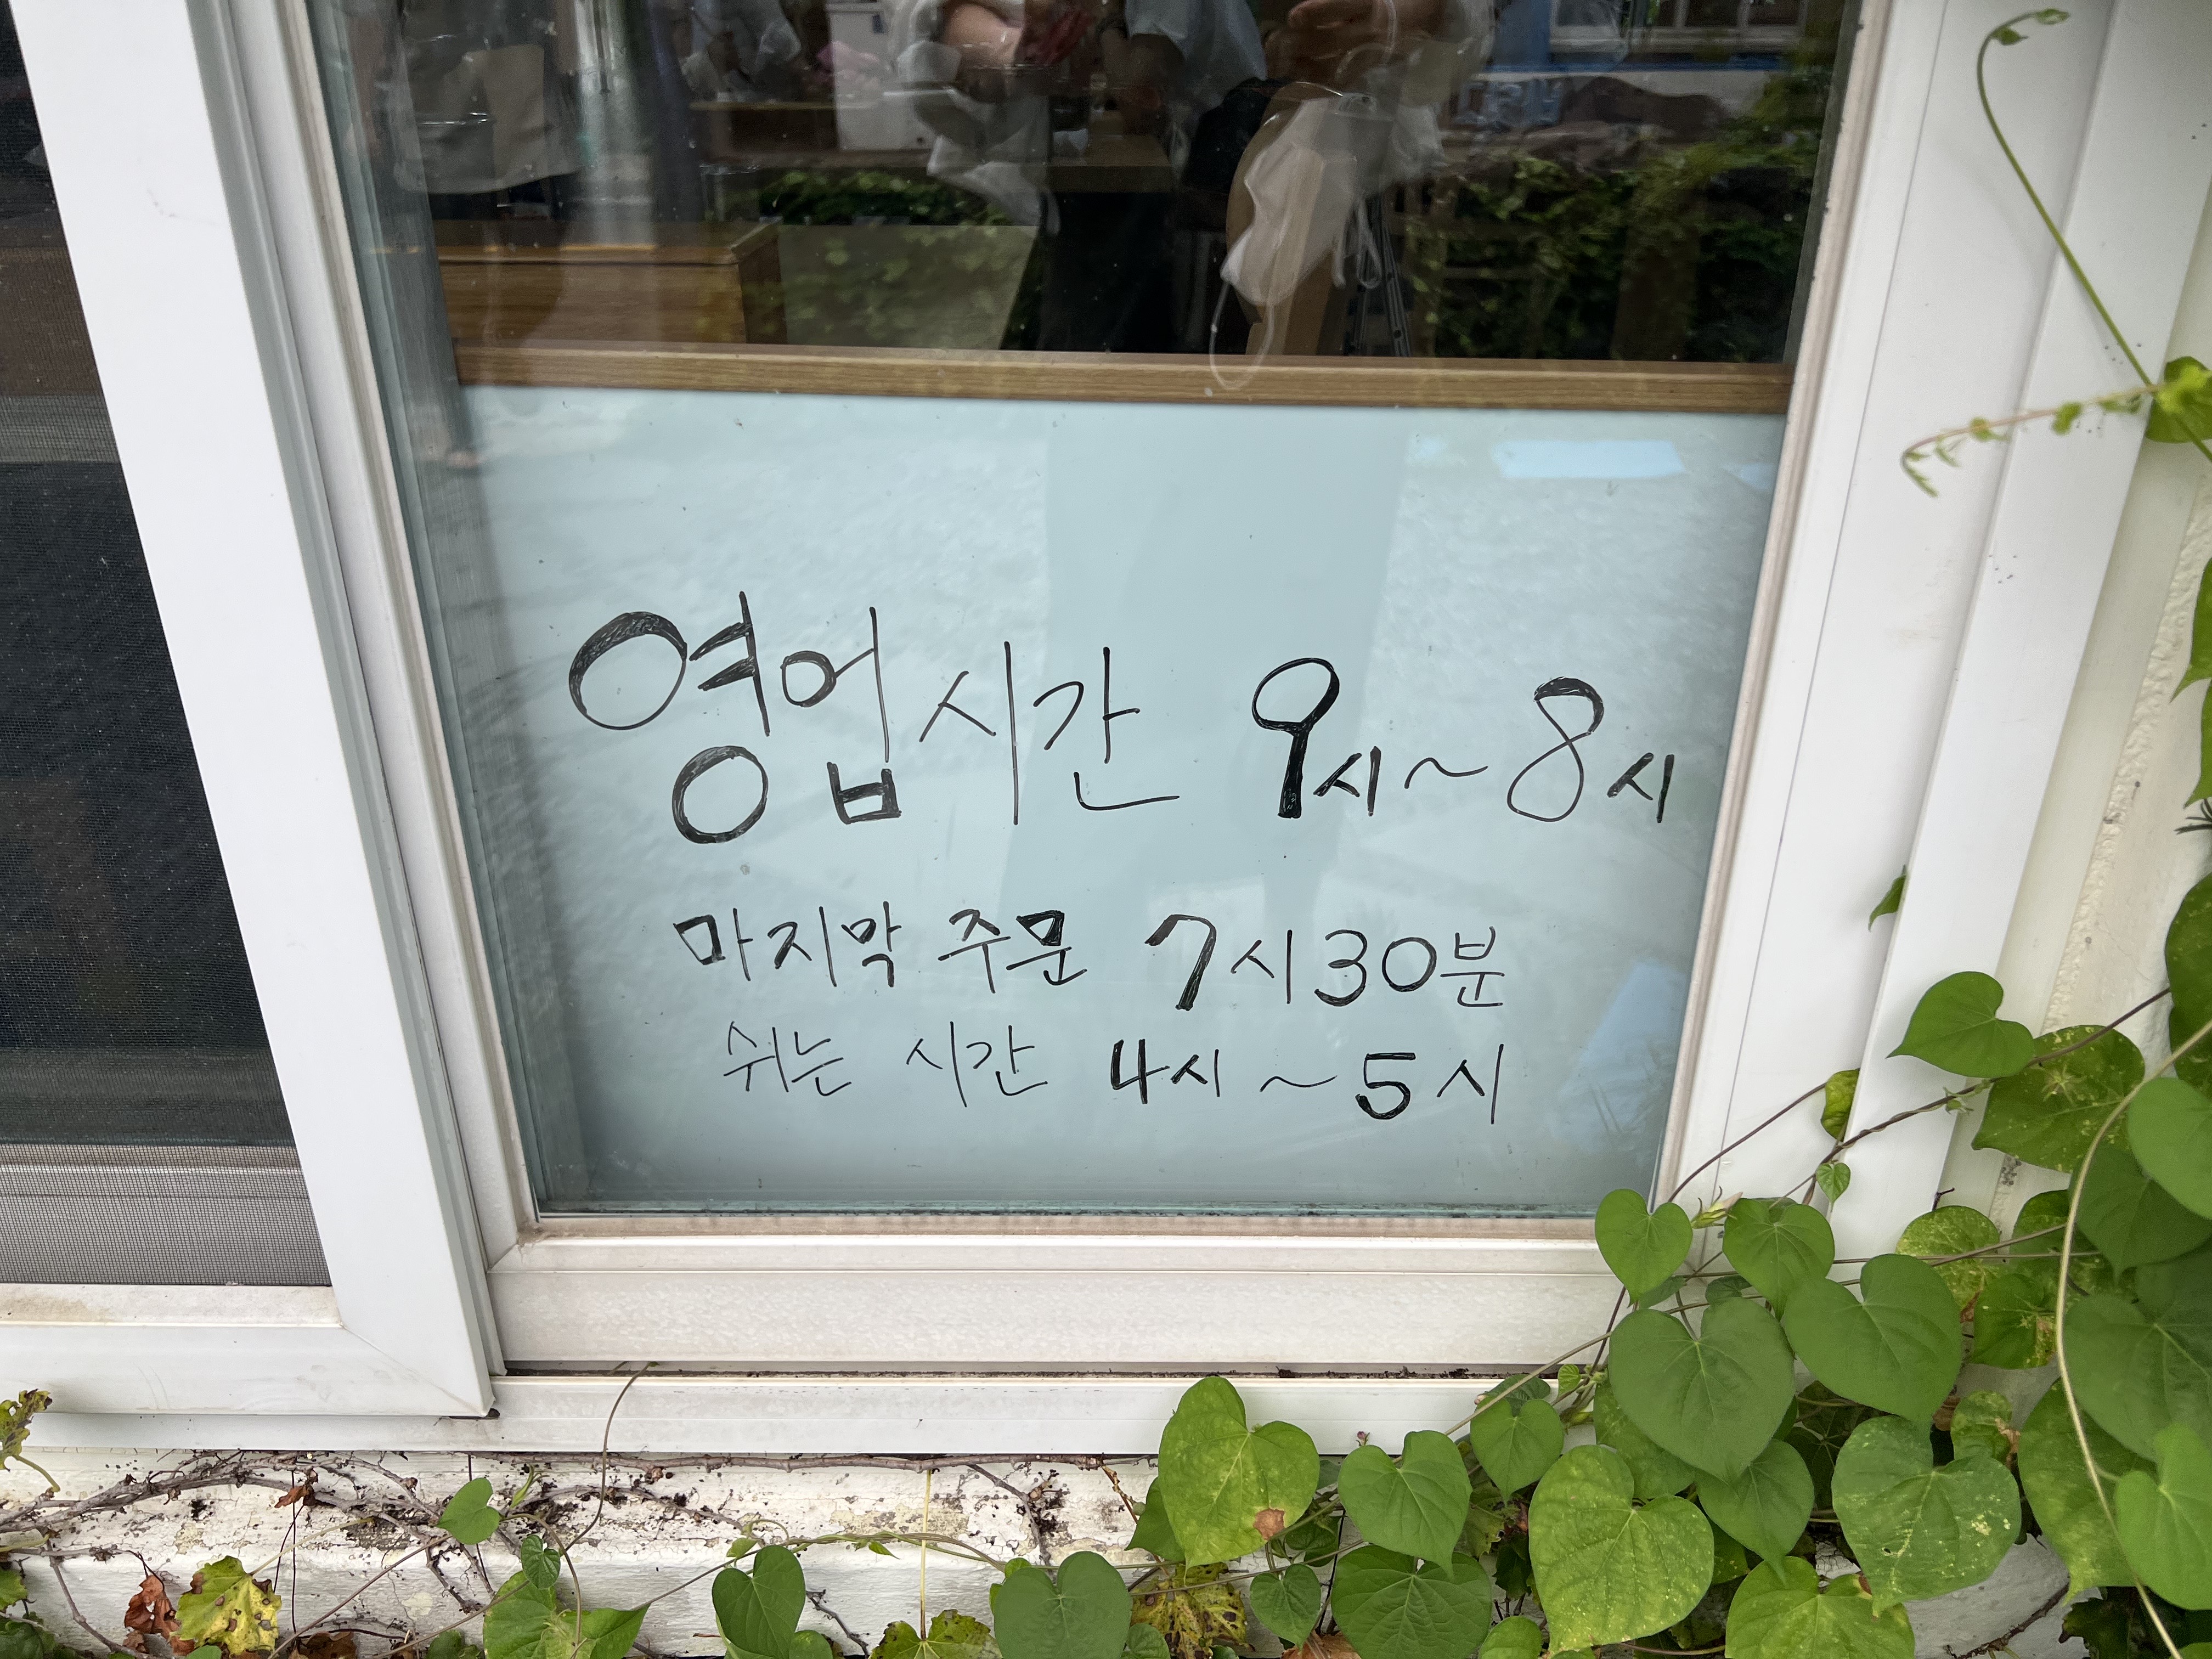 영업시간 9시~8시
마지막 주문 7시30분
쉬는 시간 4시~5시